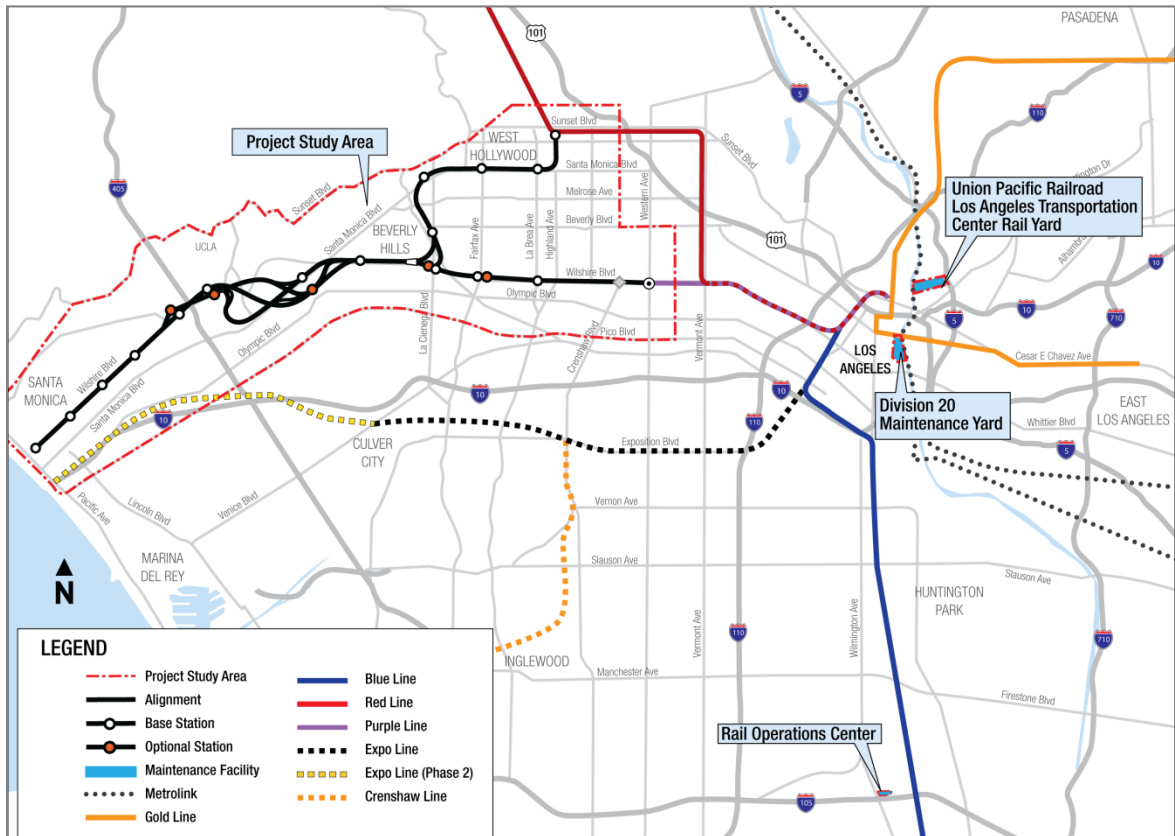 PASADENA
101
5
110
Sunset Blvd
WEST
HOLLYWOOD
Project Study Area
Sunset Blvd
Santa Monica Blvd
Union Pacific Railroad
Los Angeles Transportation
Center Rail Yard
405
Sunset Blvd
Melrose Ave
Western Ave
Santa Monica Blvd
BEVERLY
HILLS
Beverly Blvd
Fairfax Ave
La Brea Ave
Highland Ave
UCLA
101
10
Wilshire Blvd
Olympic Blvd
La Cienega Blvd
Crenshaw Blvd
Pico Blvd
Vermont Ave
10
5
710
Olympic Blvd
LOS
ANGELES
Cesar E Chavez Ave
SANTA
MONICA
Wilshire Blvd
Santa Monica Blvd
10
10
10
110
Division 20
Maintenance Yard
EAST
LOS ANGELES
Whittier Blvd
5
CULVER
CITY
Exposition Blvd
Pacific Ave
Lincoln Blvd
Venice Blvd
Vernon Ave
MARINA
DEL REY
N
Slauson Ave
Slauson Ave
HUNTINGTON
PARK
Vermont Ave
110
Wilmington Ave
710
INGLEWOOD
Manchester Ave
Firestone Blvd
Rail Operations Center
105
LEGEND
Project Study Area
Alignment
Base Station
Optional Station
Maintenance Facility
Metrolink
Gold Line
Blue Line
Red Line
Purple Line
Expo Line
Expo Line (Phase 2)
Crenshaw Line